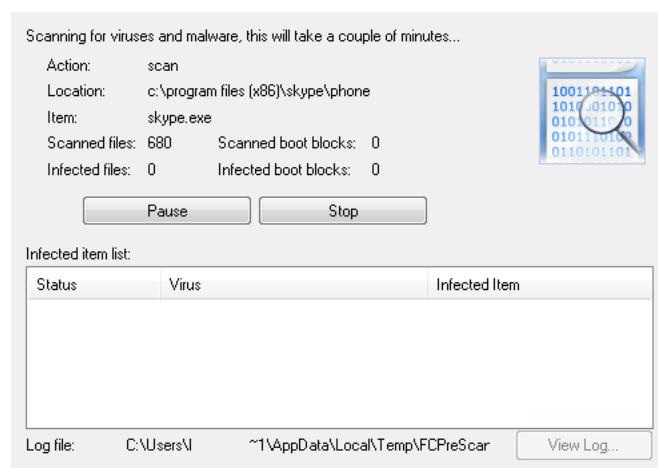 Scanning for viruses and malware, this will take a couple of minutes...
Action: scan
Location: c:\program files (x86)\skype\phone
Item: skype.exe
Scanned files: 680 Scanned boot blocks: 0
Infected files: 0 Infected boot blocks: 0
Pause Stop
Infected item list:
Status Virus Infected Item
Log file: C:\Users\I ~1\AppData\Local\Temp\FCPreScar View Log...